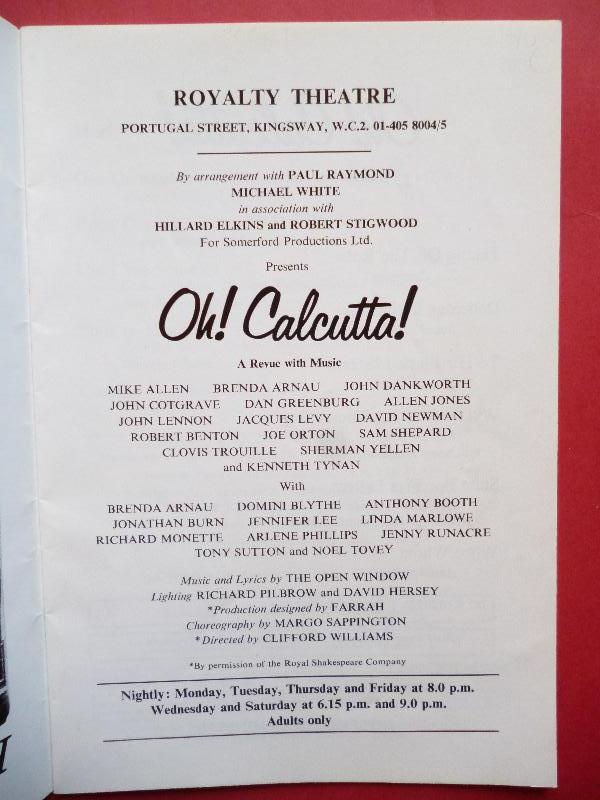 ROYALTY THEATRE
PORTUGAL STREET, KINGSWAY, W.C.2. 01-405 8004/5
By arrangement with PAUL RAYMOND
MICHAEL WHITE
in association with
HILLARD ELKINS and ROBERT STIGWOOD
For Somerford Productions Ltd.
Presents
Oh! Calcutta!
A Revue with Music
MIKE ALLEN BRENDA ARNAU JOHN DANKWORTH
JOHN COTGRAVE DAN GREENBURG ALLEN JONES
JOHN LENNON JACQUES LEVY DAVID NEWMAN
ROBERT BENTON JOE ORTON SAM SHEPARD
CLOVIS TROUILLE SHERMAN YELLEN
and KENNETH TYNAN
With
BRENDA ARNAU DOMINI BLYTHE ANTHONY BOOTH
JONATHAN BURN JENNIFER LEE LINDA MARLOWE
RICHARD MONETTE ARLENE PHILLIPS JENNY RUNACRE
TONY SUTTON and NOEL TOVEY
Music and Lyrics by THE OPEN WINDOW
Lighting RICHARD PILBROW and DAVID HERSEY
*Production designed by FARRAH
Choreography by MARGO SAPPINGTON
*Directed by CLIFFORD WILLIAMS
*By permission of the Royal Shakespeare Company
Nightly: Monday, Tuesday, Thursday and Friday at 8.0 p.m.
Wednesday and Saturday at 6.15 p.m. and 9.0 p.m.
Adults only